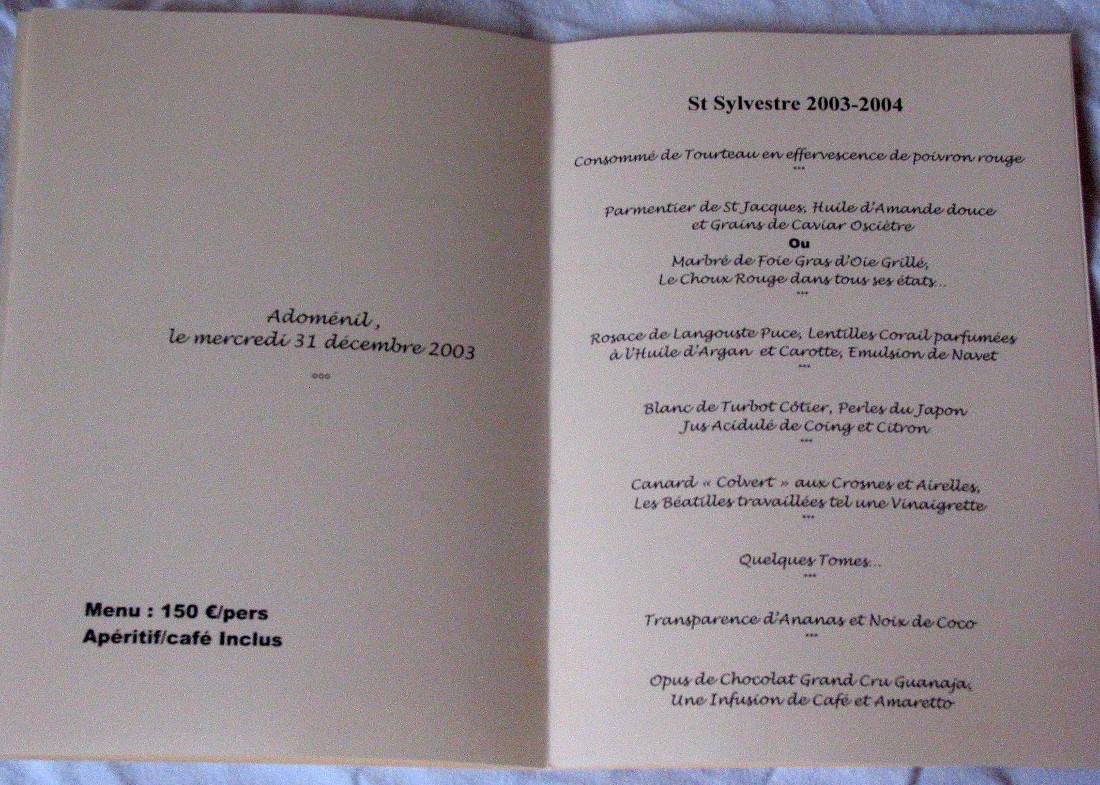 Adoménil,
le mercredi 31 décembre 2003
°°°
Menu : 150 €/pers
Apéritif/café Inclus
St Sylvestre 2003-2004
Consommé de Tourteau en effervescence de poivron rouge
***
Parmentier de St Jacques, Huile d'Amande douce
et Grains de Caviar Osciètre
Ou
Marbré de Foie Gras d'Oie Grillé,
Le Choux Rouge dans tous ses états...
***
Rosace de Langouste Puce, Lentilles Corail parfumées
à l'Huile d'Argan et Carotte, Emulsion de Navet
***
Blanc de Turbot Côtier, Perles du Japon
Jus Acidulé de Coing et Citron
***
Canard « Colvert » aux Crosnes et Airelles,
Les Béatilles travaillées tel une Vinaigrette
***
Quelques Tomes...
***
Transparence d'Ananas et Noix de Coco
***
Opus de Chocolat Grand Cru Guanaja,
Une Infusion de Café et Amaretto